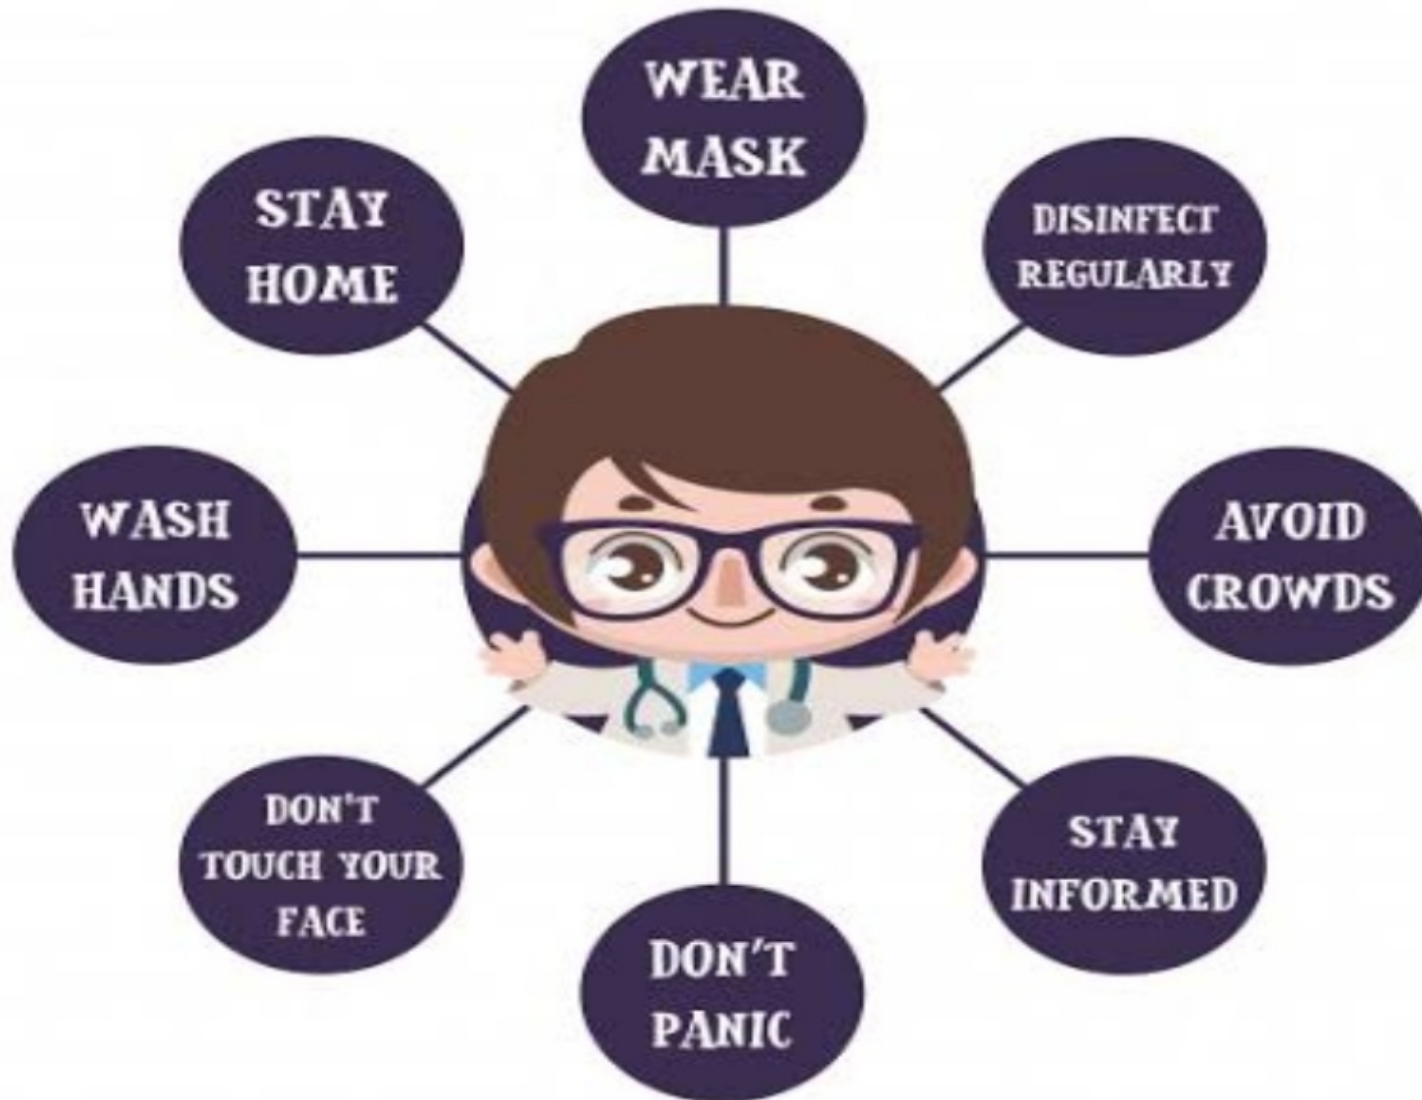 WEAR
MASK
DISINFECT
REGULARLY
AVOID
CROWDS
STAY
INFORMED
DON'T
PANIC
DON'T
TOUCH YOUR
FACE
WASH
HANDS
STAY
HOME